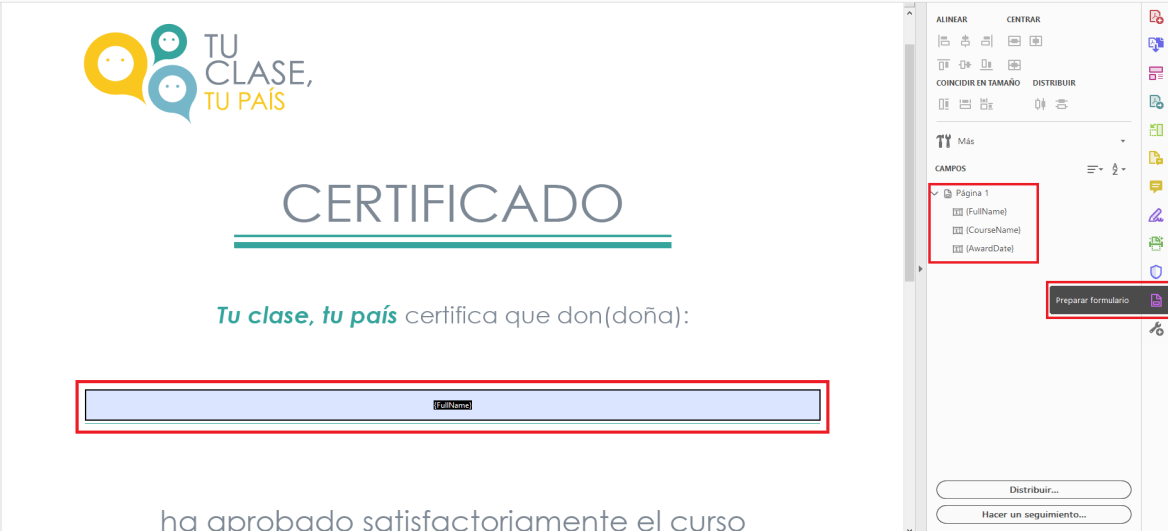 TU
CLASE,
TU PAÍS
CERTIFICADO
Tu clase, tu país certifica que don(doña):
{FullName}
ha aprobado satisfactoriamente el curso
ALINEAR CENTRAR
COINCIDIR EN TAMAÑO DISTRIBUIR
Más
CAMPOS
Página 1
{FullName}
{CourseName}
{AwardDate}
Preparar formulario
Distribuir...
Hacer un seguimiento...